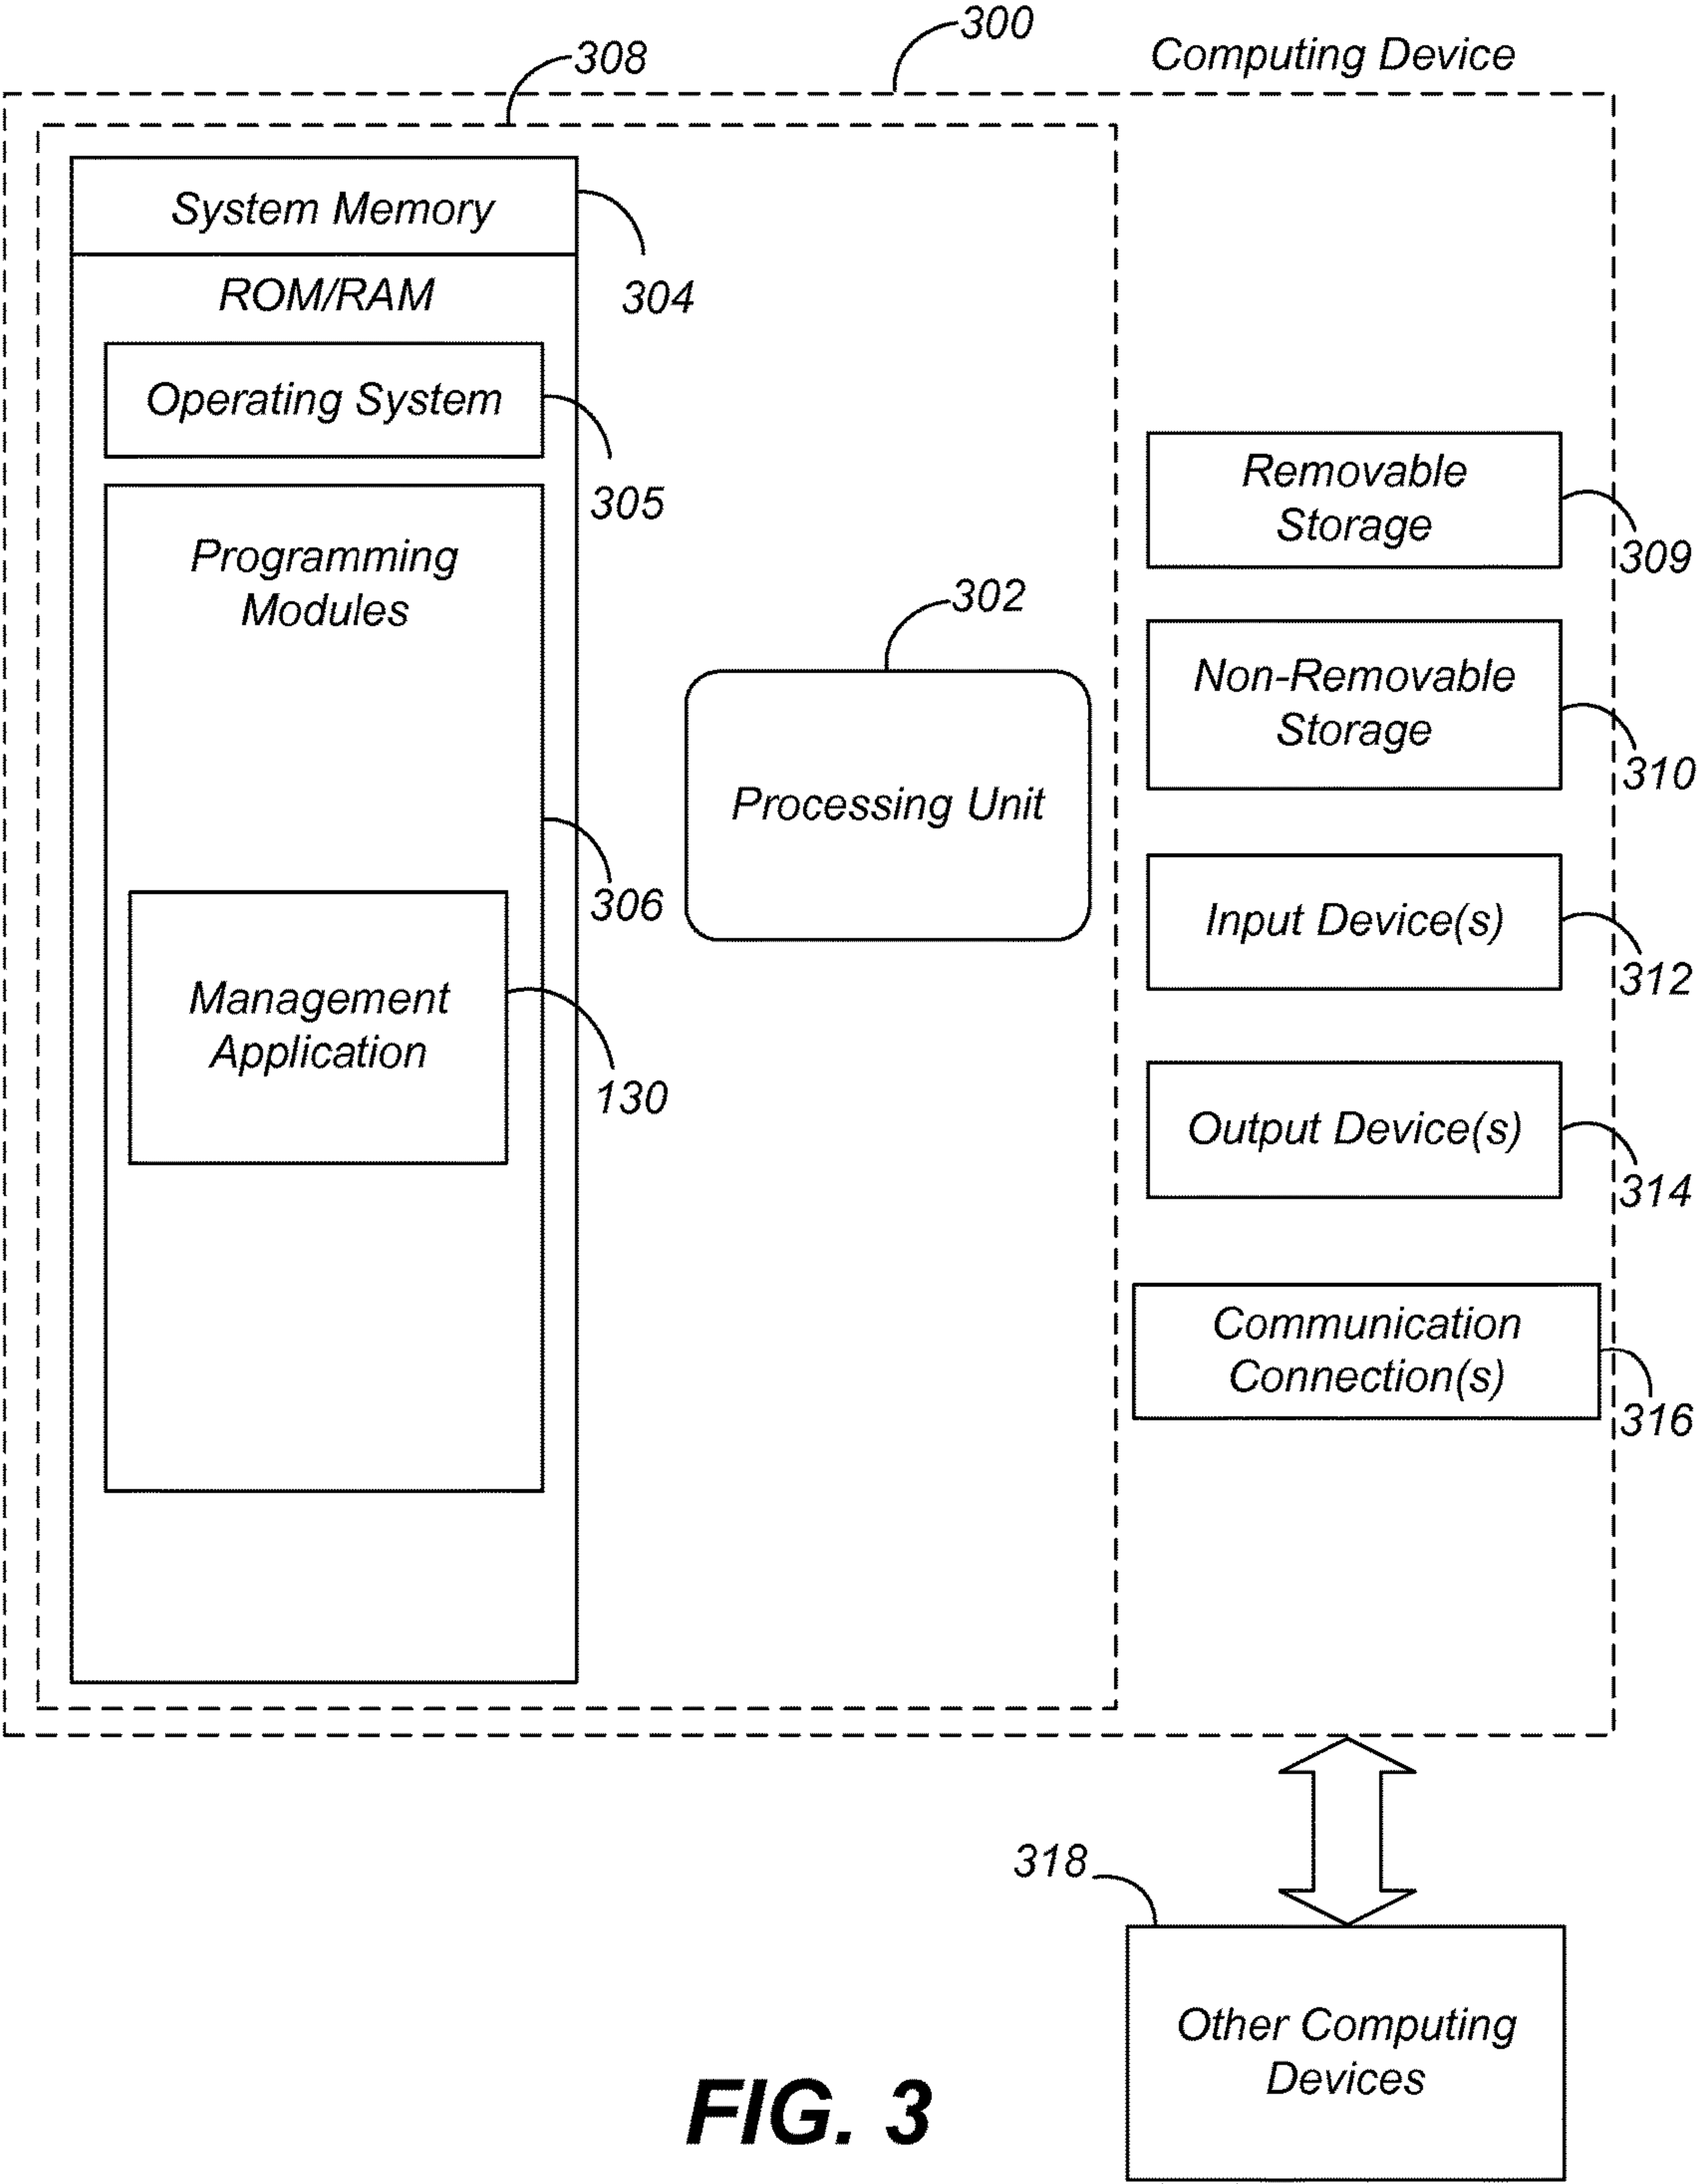 300
Computing Device
308
System Memory
304
ROM/RAM
Operating System
305
Programming
Modules
306
Management
Application
130
302
Processing Unit
Removable
Storage
309
Non-Removable
Storage
310
Input Device(s)
312
Output Device(s)
314
Communication
Connection(s)
316
318
Other Computing
Devices
FIG. 3